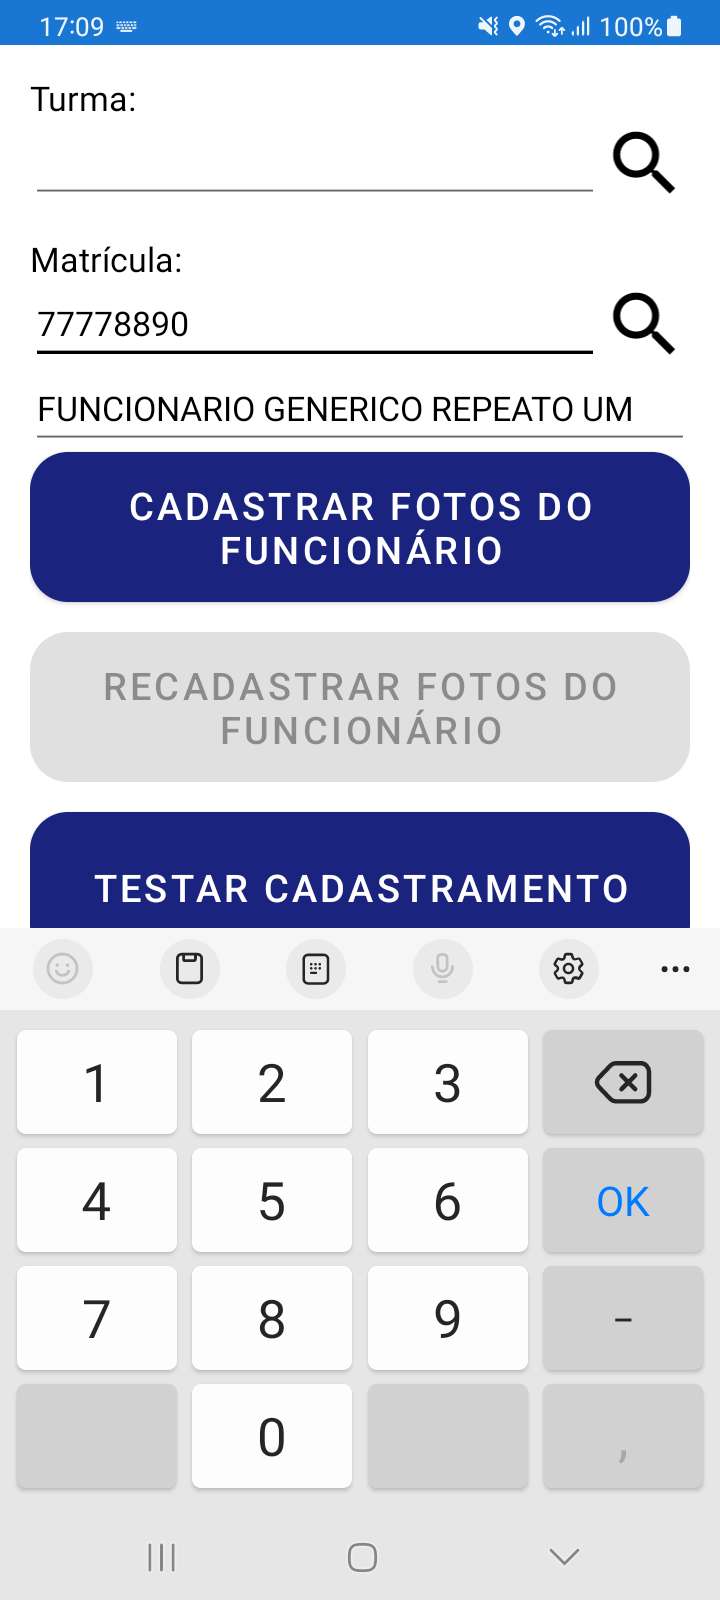 17:09
100%
Turma:
Matrícula:
77778890
FUNCIONARIO GENERICO REPEATO UM
CADASTRAR FOTOS DO
FUNCIONÁRIO
RECADASTRAR FOTOS DO
FUNCIONÁRIO
TESTAR CADASTRAMENTO
1 2 3
4 5 6 OK
7 8 9 -
0 ,